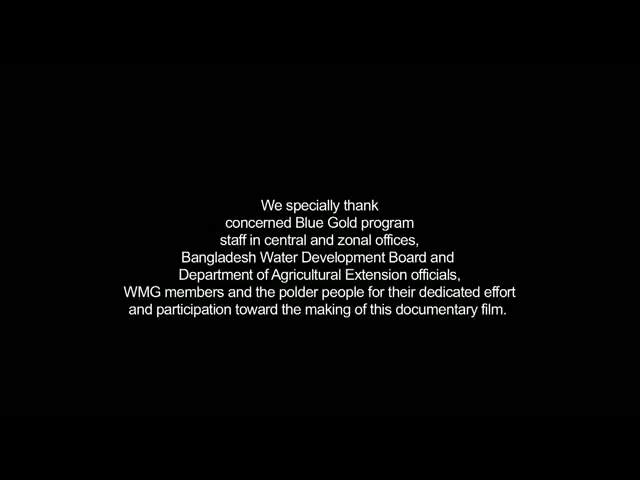 We specially thank
concerned Blue Gold program
staff in central and zonal offices,
Bangladesh Water Development Board and
Department of Agricultural Extension officials,
WMG members and the polder people for their dedicated effort
and participation toward the making of this documentary film.